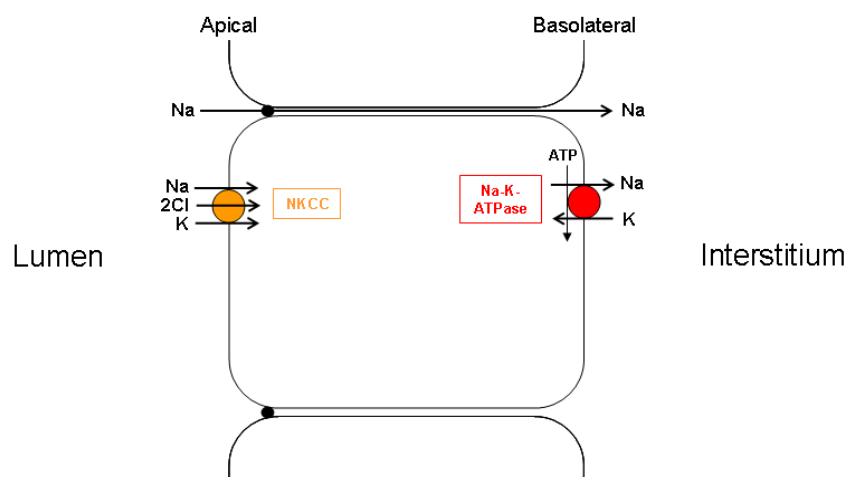 Apical
Basolateral
Na
Na
ATP
Na
2Cl
K
NKCC
Na-K-
ATPase
Na
K
Lumen
Interstitium